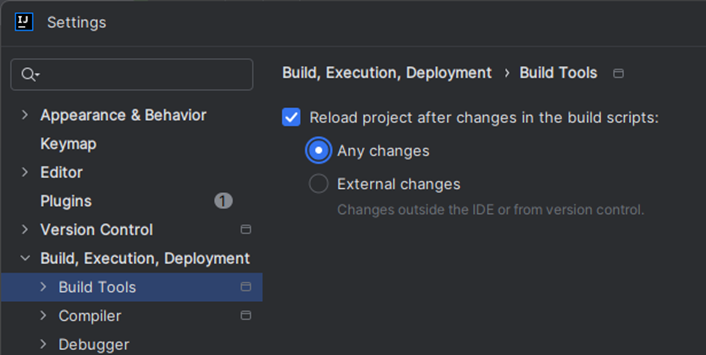 IJ
Settings
Build, Execution, Deployment › Build Tools
Appearance & Behavior
Keymap
Editor
Plugins 1
Version Control
Build, Execution, Deployment
Build Tools
Compiler
Debugger
Reload project after changes in the build scripts:
Any changes
External changes
Changes outside the IDE or from version control.